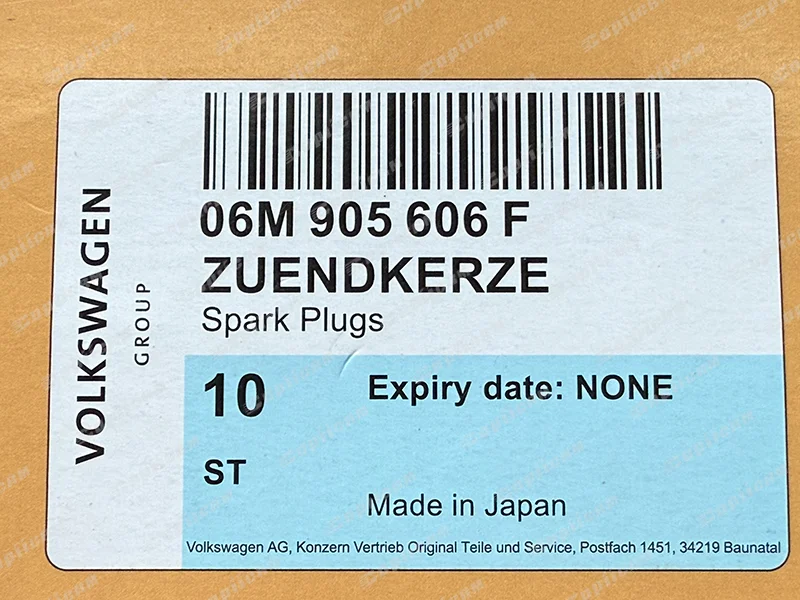 VOLKSWAGEN
GROUP
06M 905 606 F
ZUENDKERZE
Spark Plugs
10
Expiry date: NONE
ST
Made in Japan
Volkswagen AG, Konzern Vertrieb Original Teile und Service, Postfach 1451, 34219 Baunatal